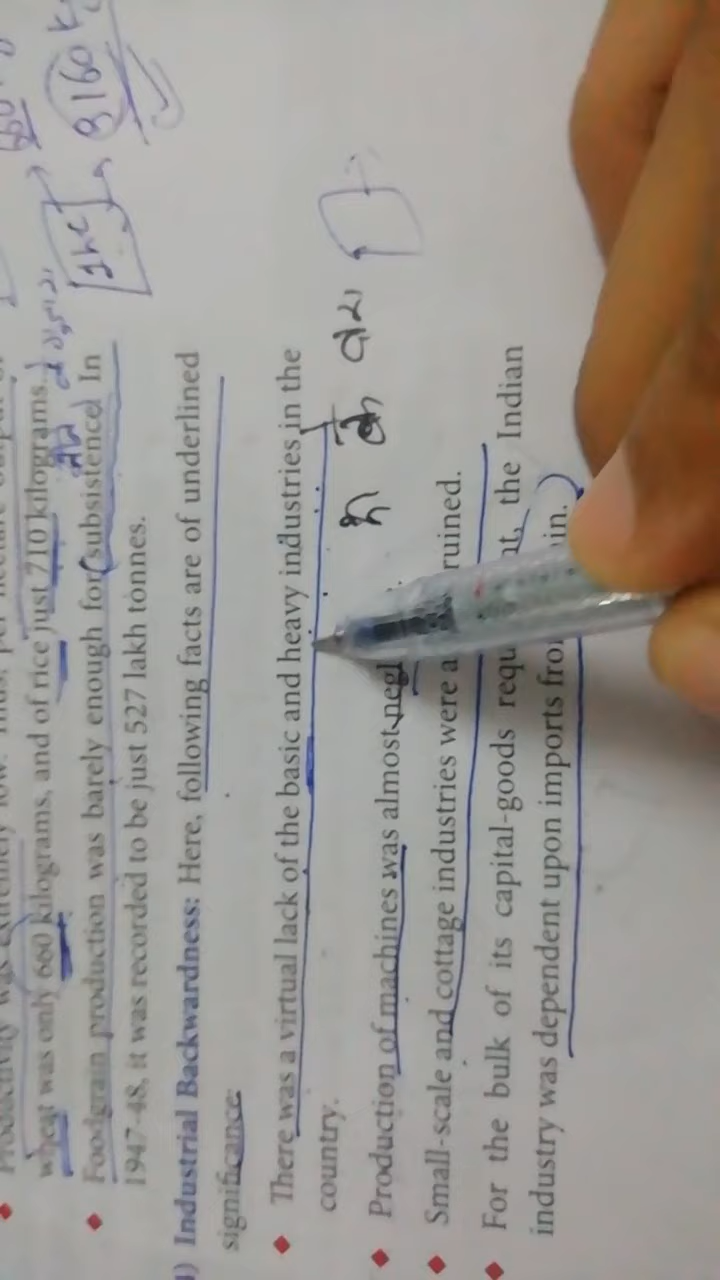 wheat was only 660 kilograms, and of rice just 710 kilograms.
Foodgrain production was barely enough for (subsistence) In
1947-48, it was recorded to be just 527 lakh tonnes.
Industrial Backwardness: Here, following facts are of underlined
significance:
There was a virtual lack of the basic and heavy industries in the
country.
Production of machines was almost negl
Small-scale and cottage industries were a ruined.
For the bulk of its capital-goods requ nt, the Indian
industry was dependent upon imports in.
1he
660